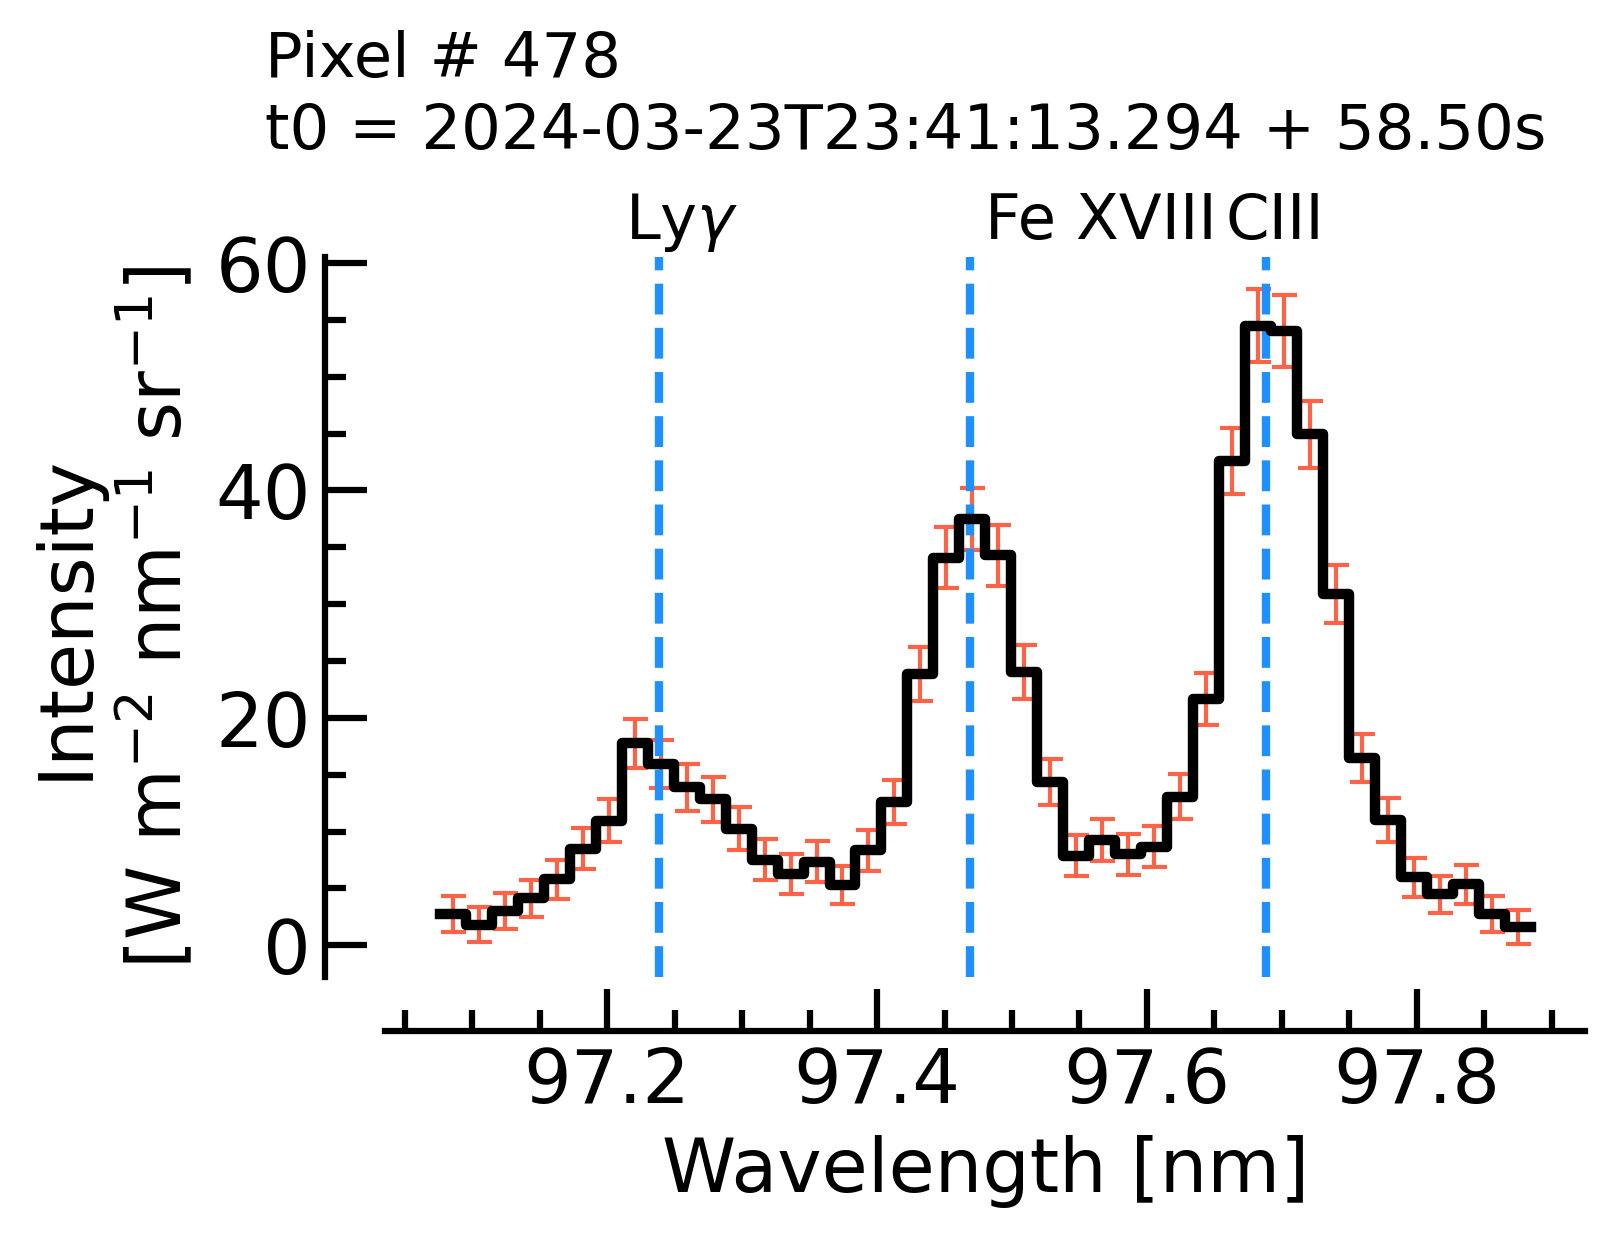 Pixel # 478
t0 = 2024-03-23T23:41:13.294 + 58.50s
Lyγ Fe XVIII CIII
60
40
20
0
Intensity
[W m⁻² nm⁻¹ sr⁻¹]
97.2 97.4 97.6 97.8
Wavelength [nm]